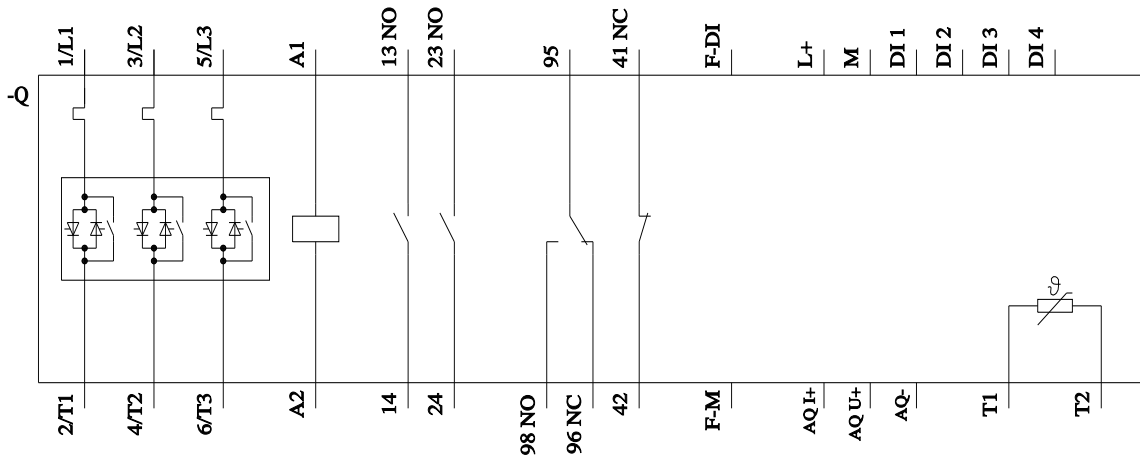 1/L1
3/L2
5/L3
A1
13 NO
23 NO
95
41 NC
F-DI
L+
M
DI 1
DI 2
DI 3
DI 4
-Q
ϑ
2/T1
4/T2
6/T3
A2
14
24
98 NO
96 NC
42
F-M
AQ I+
AQ U+
AQ-
T1
T2